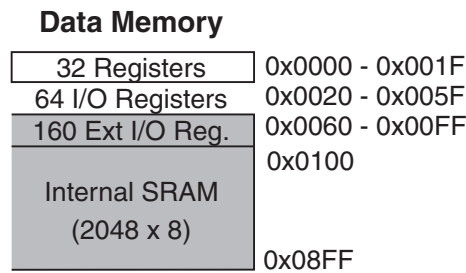 Data Memory
32 Registers 0x0000 - 0x001F
64 I/O Registers 0x0020 - 0x005F
160 Ext I/O Reg. 0x0060 - 0x00FF
0x0100
Internal SRAM
(2048 x 8)
0x08FF